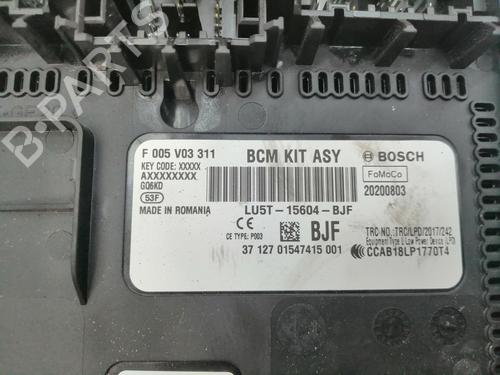 F 005 V03 311 BCM KIT ASY BOSCH
KEY CODE: XXXXX
AXXXXXXXXX
GQ6KD
53F
FoMoCo
20200803
MADE IN ROMANIA LU5T-15604-BJF
CE
CE TYPE: P003
BJF
TRC-NO.: TRC/LPD/2017/242
Equipment Type: Low Power Device (LPD)
37 127 01547415 001
CCAB18LP1770T4
B-Parts